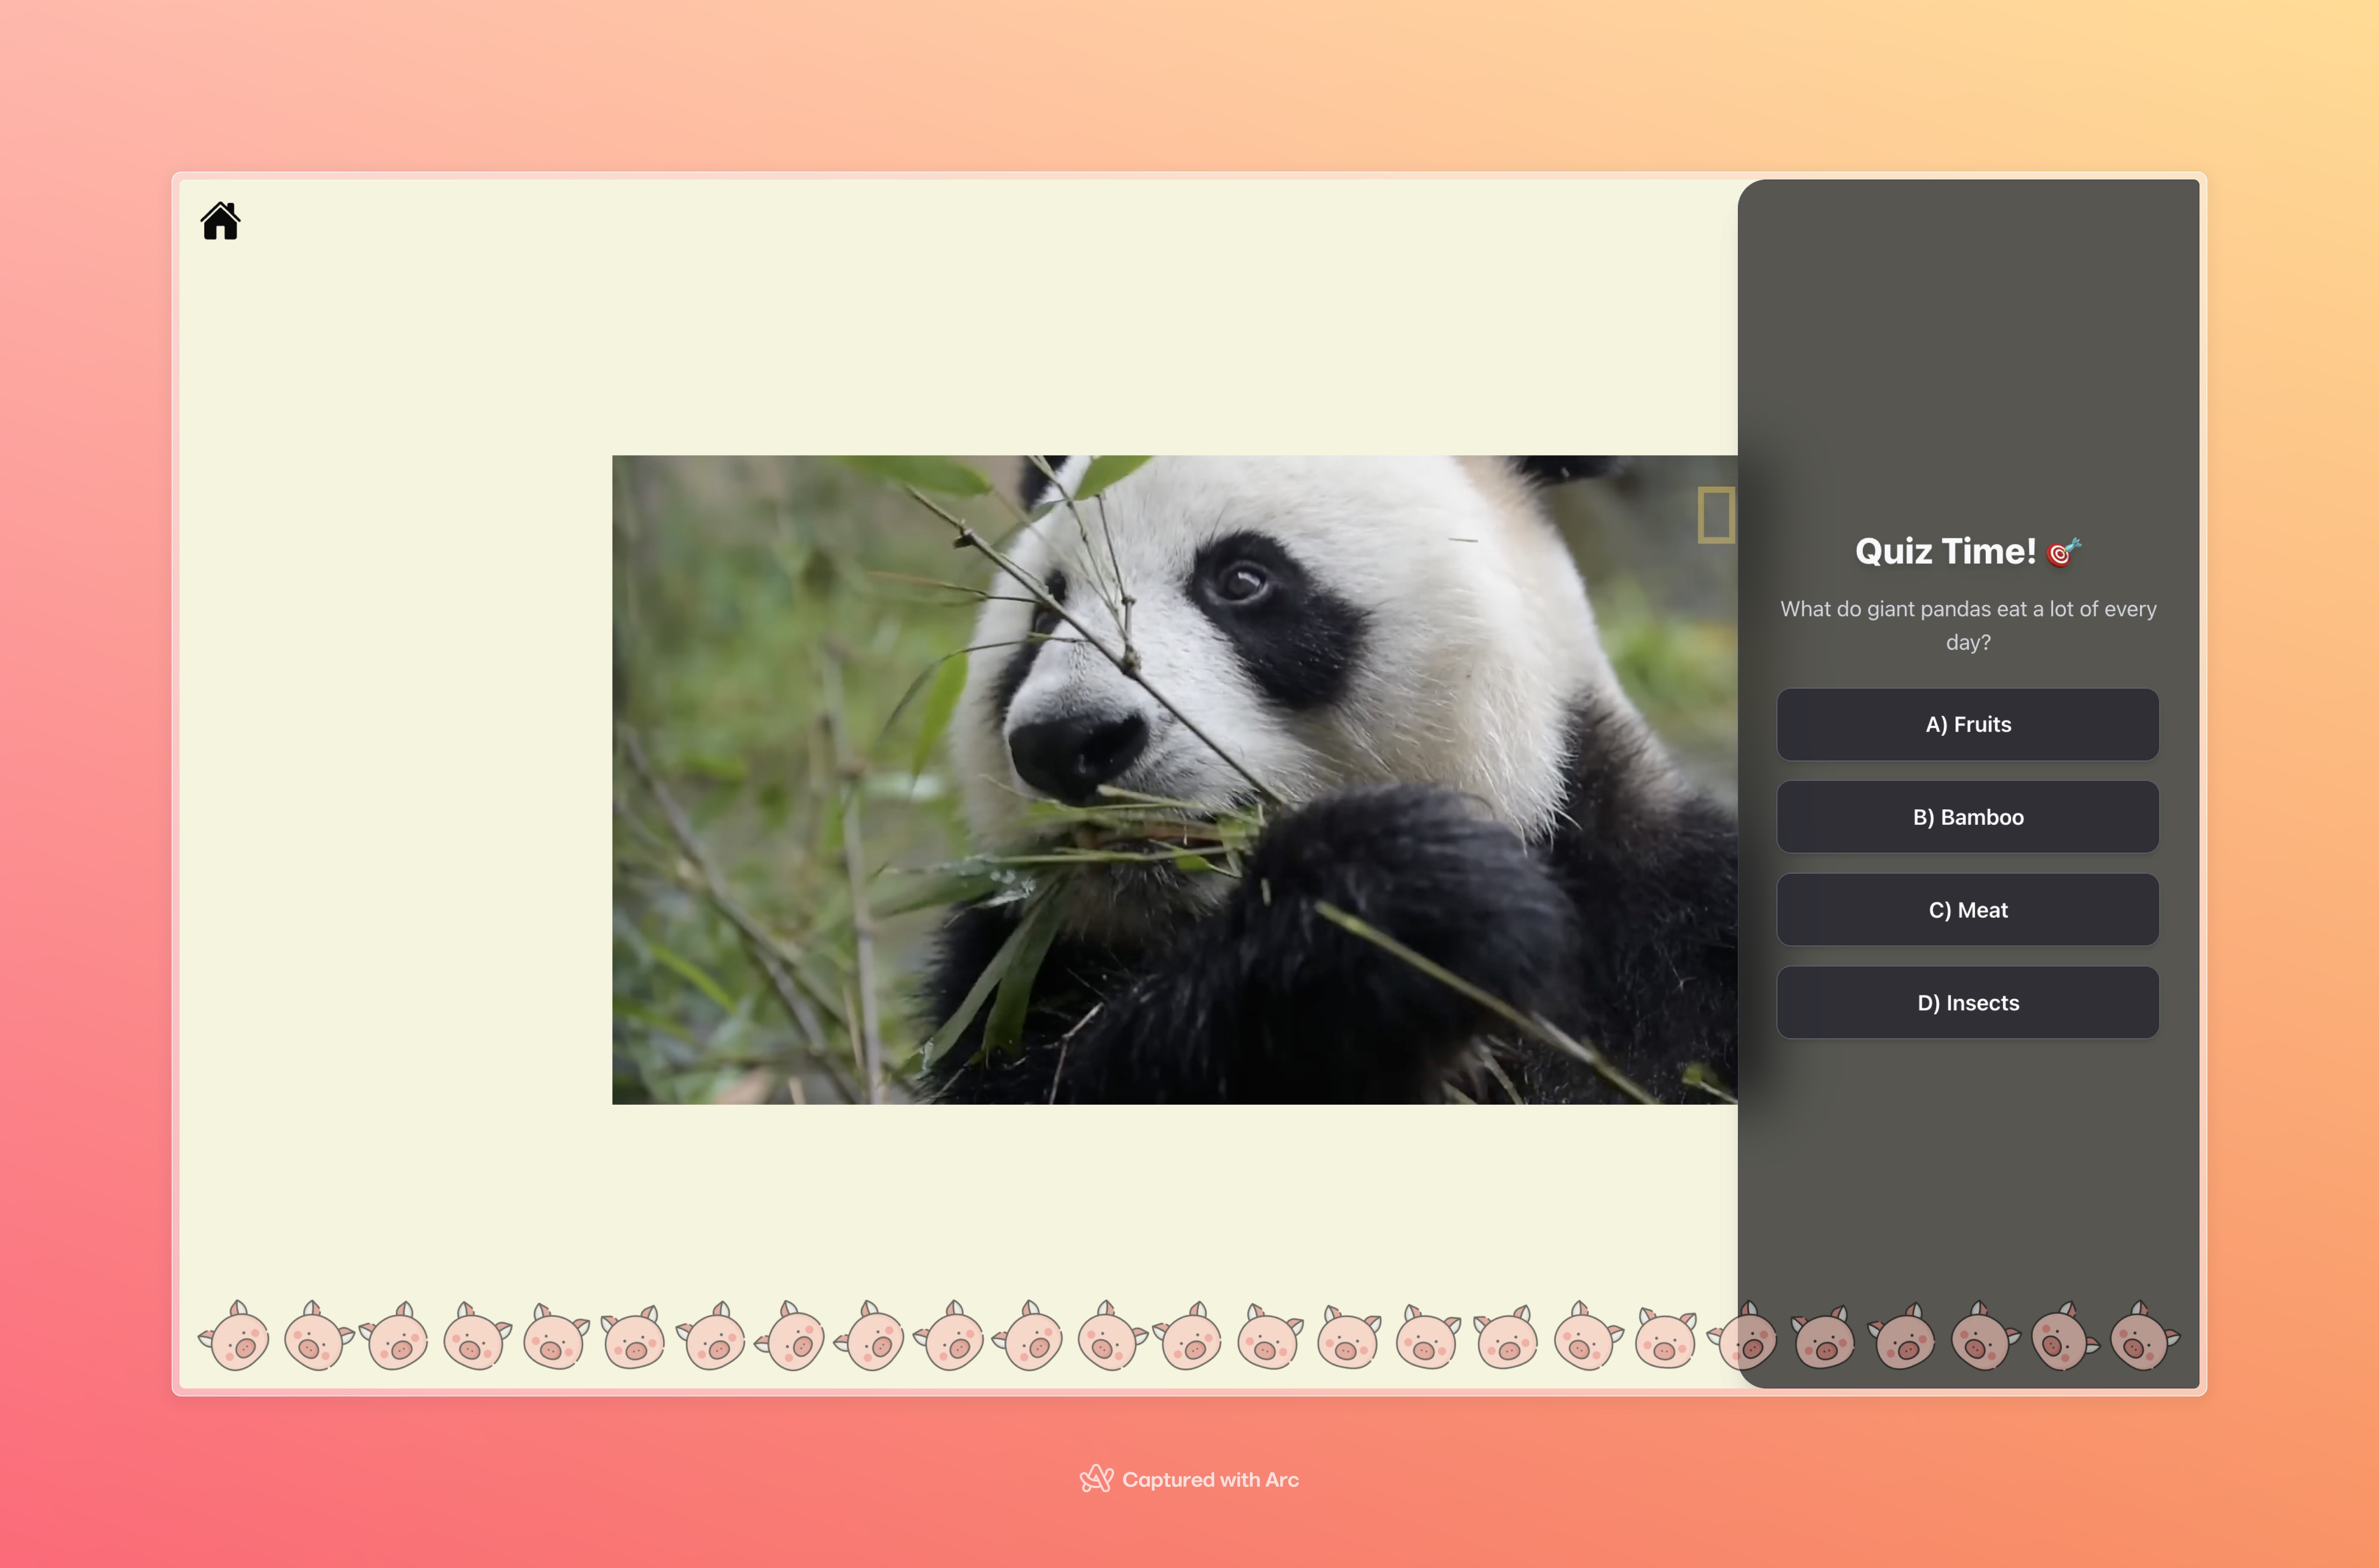 Quiz Time!
What do giant pandas eat a lot of every
day?
A) Fruits
B) Bamboo
C) Meat
D) Insects
Captured with Arc